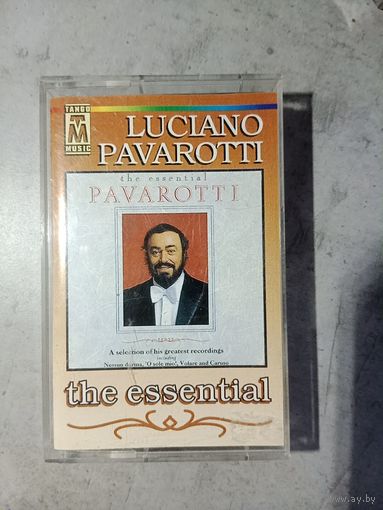 TANGO
TM
MUSIC
LUCIANO
PAVAROTTI
the essential
PAVAROTTI
A selection of his greatest recordings
including
Nessun dorma, 'O sole mio', Volare and Caruso
the essential
ay.by